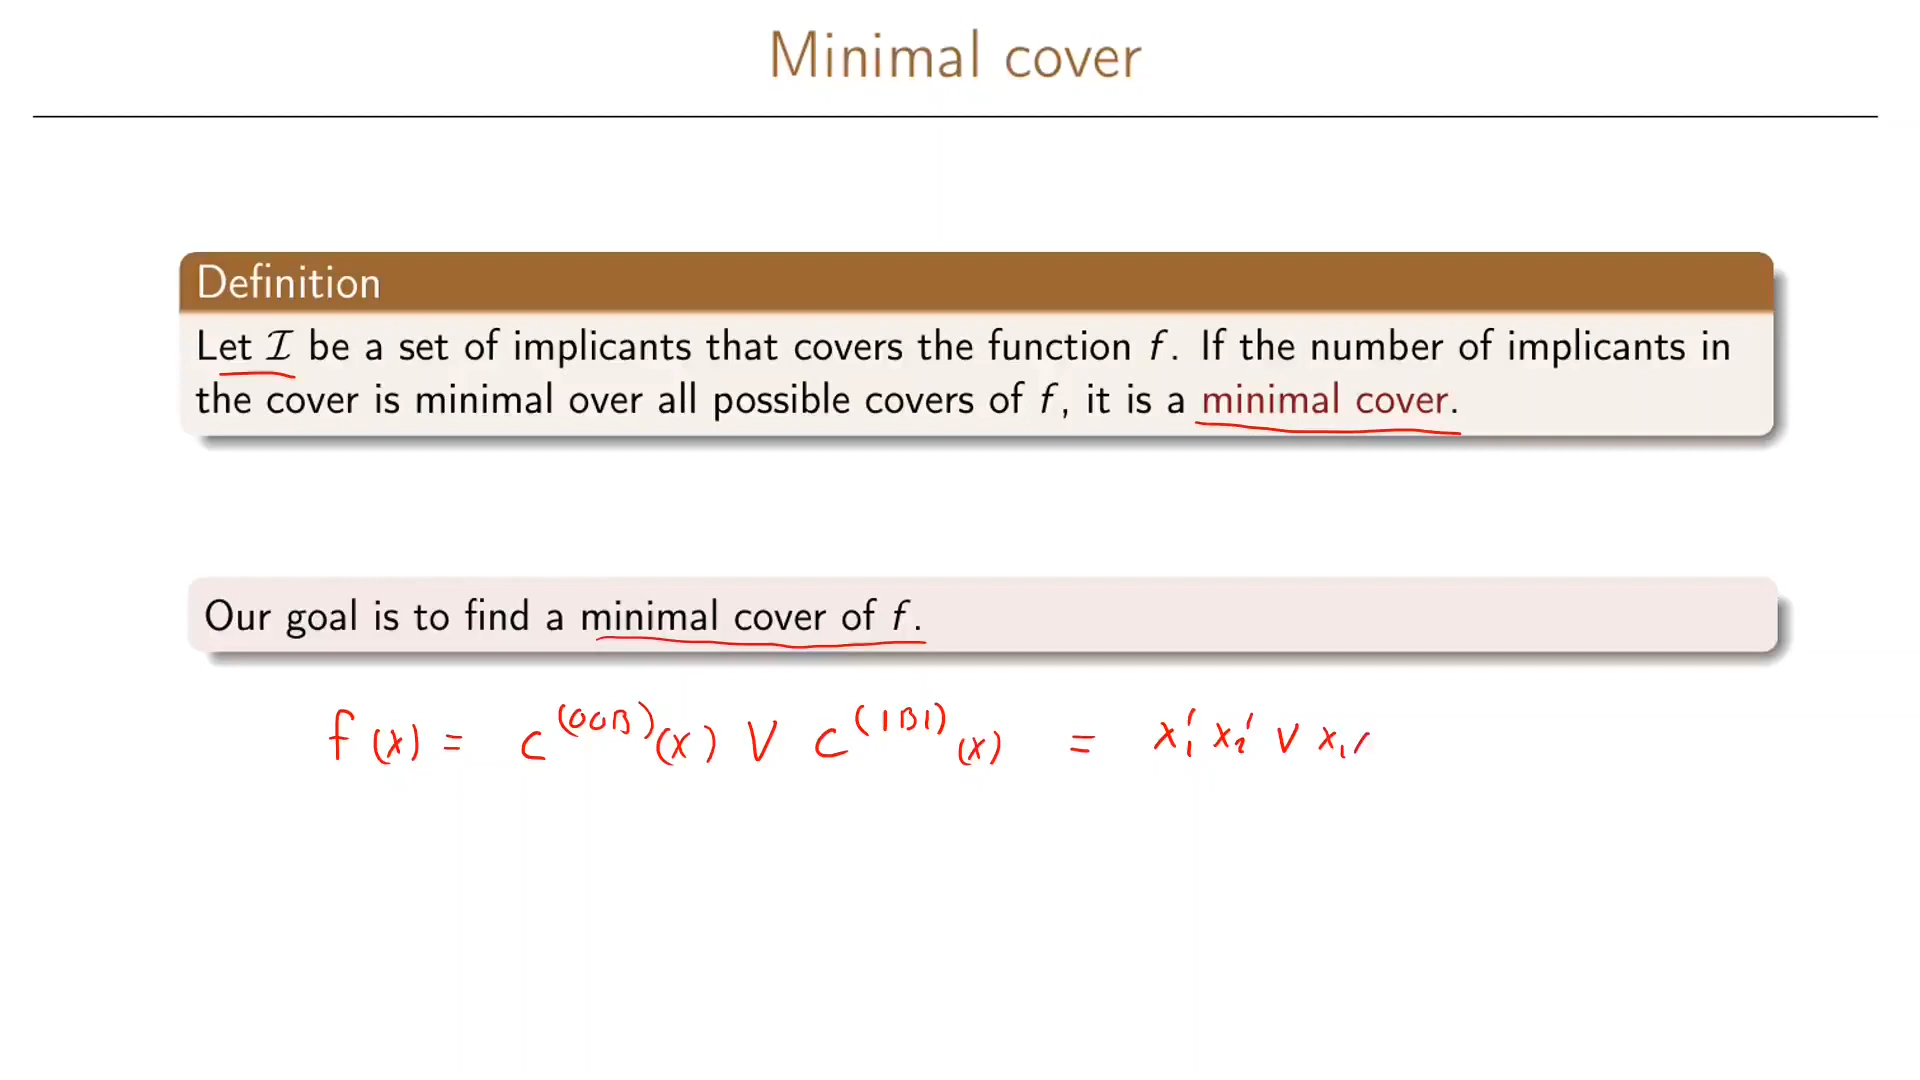 Minimal cover
Definition
Let ℐ be a set of implicants that covers the function f. If the number of implicants in
the cover is minimal over all possible covers of f, it is a minimal cover.
Our goal is to find a minimal cover of f.
f(x) = c^(00B)(x) ∨ c^(1B1)(x) = x₁′ x₂′ ∨ x₁